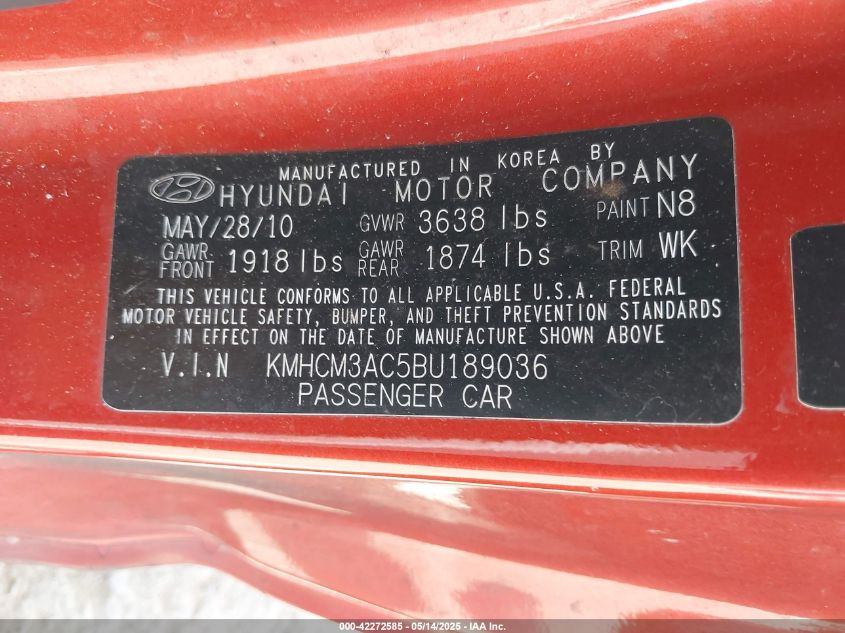 MANUFACTURED IN KOREA BY
HYUNDAI MOTOR COMPANY
MAY/28/10 GVWR 3638 lbs PAINT N8
GAWR FRONT 1918 lbs GAWR REAR 1874 lbs TRIM WK
THIS VEHICLE CONFORMS TO ALL APPLICABLE U.S.A. FEDERAL
MOTOR VEHICLE SAFETY, BUMPER, AND THEFT PREVENTION STANDARDS
IN EFFECT ON THE DATE OF MANUFACTURE SHOWN ABOVE
V.I.N KMHCM3AC5BU189036
PASSENGER CAR
000-42272585 - 05/14/2025 - IAA Inc.